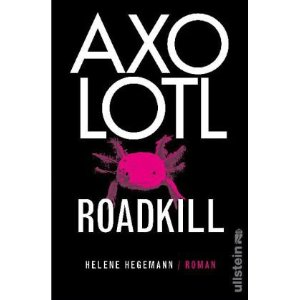 AXO
LOTL
ROADKILL
HELENE HEGEMANN / ROMAN
ullstein